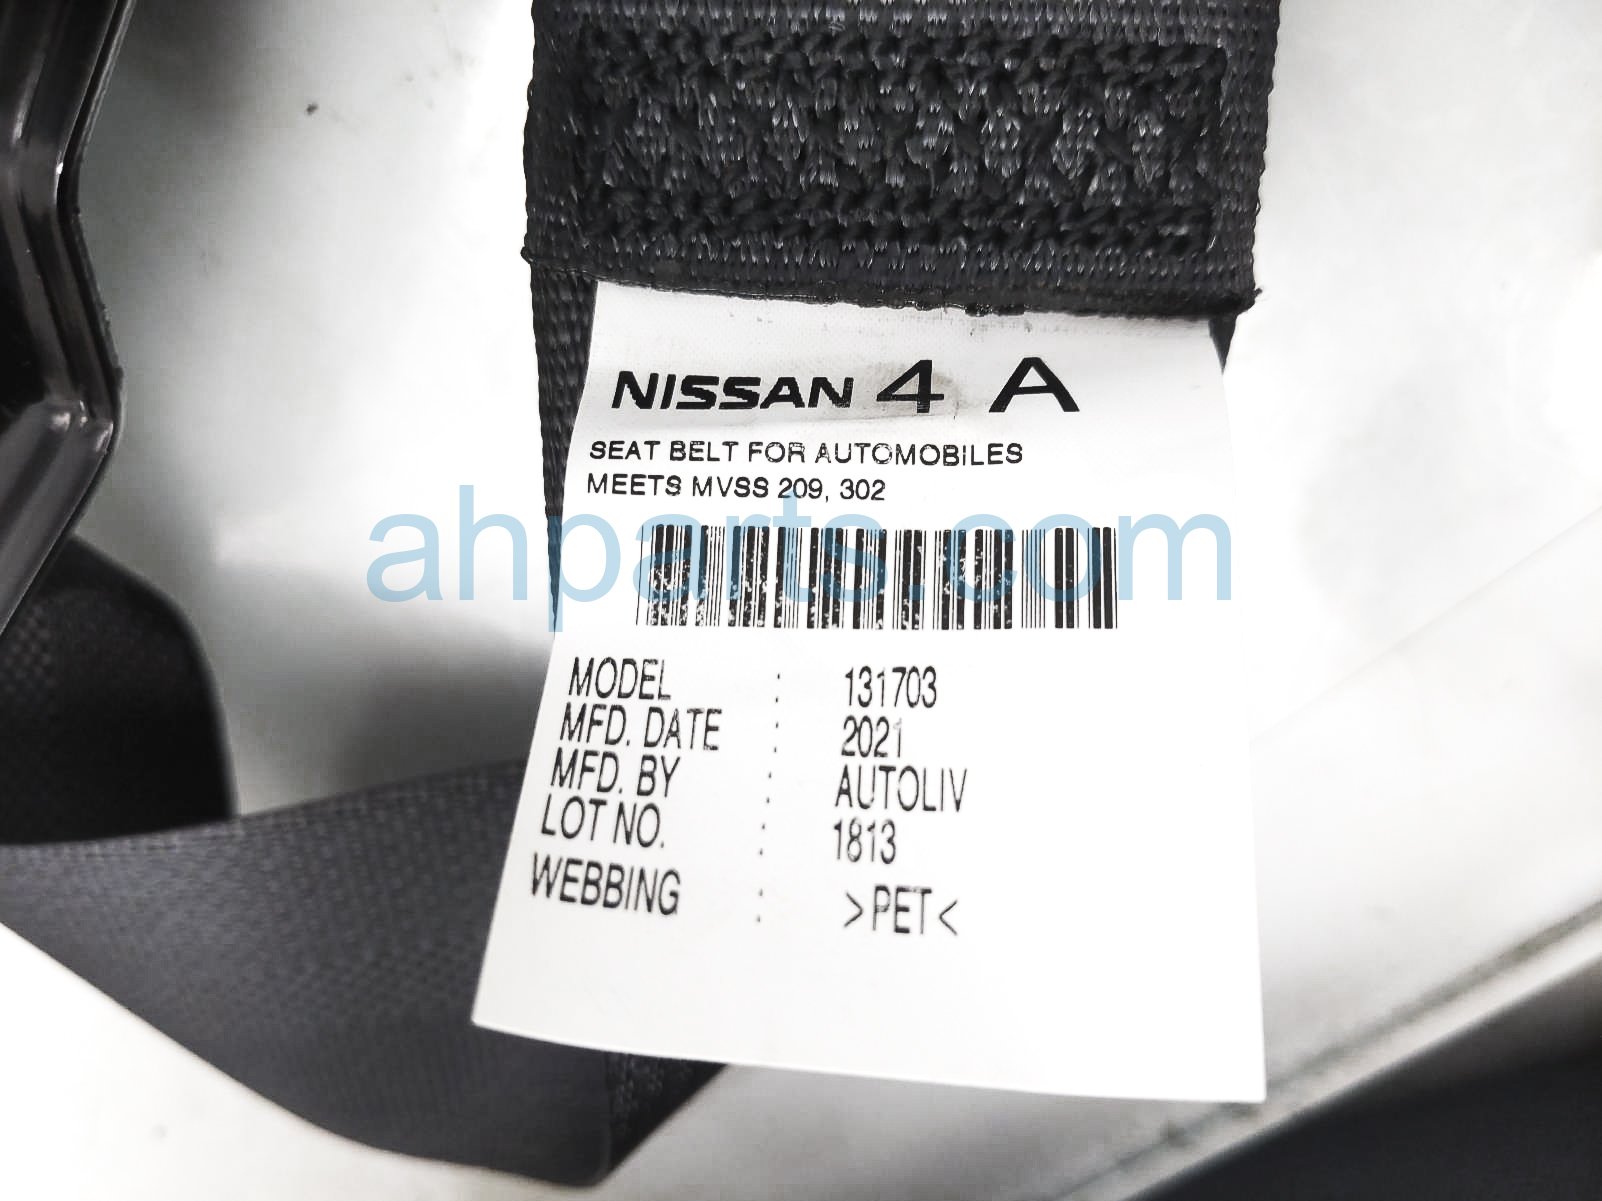 NISSAN 4 A
SEAT BELT FOR AUTOMOBILES
MEETS MVSS 209, 302
ahparts.com
MODEL : 131703
MFD. DATE : 2021
MFD. BY : AUTOLIV
LOT NO. : 1813
WEBBING : >PET<